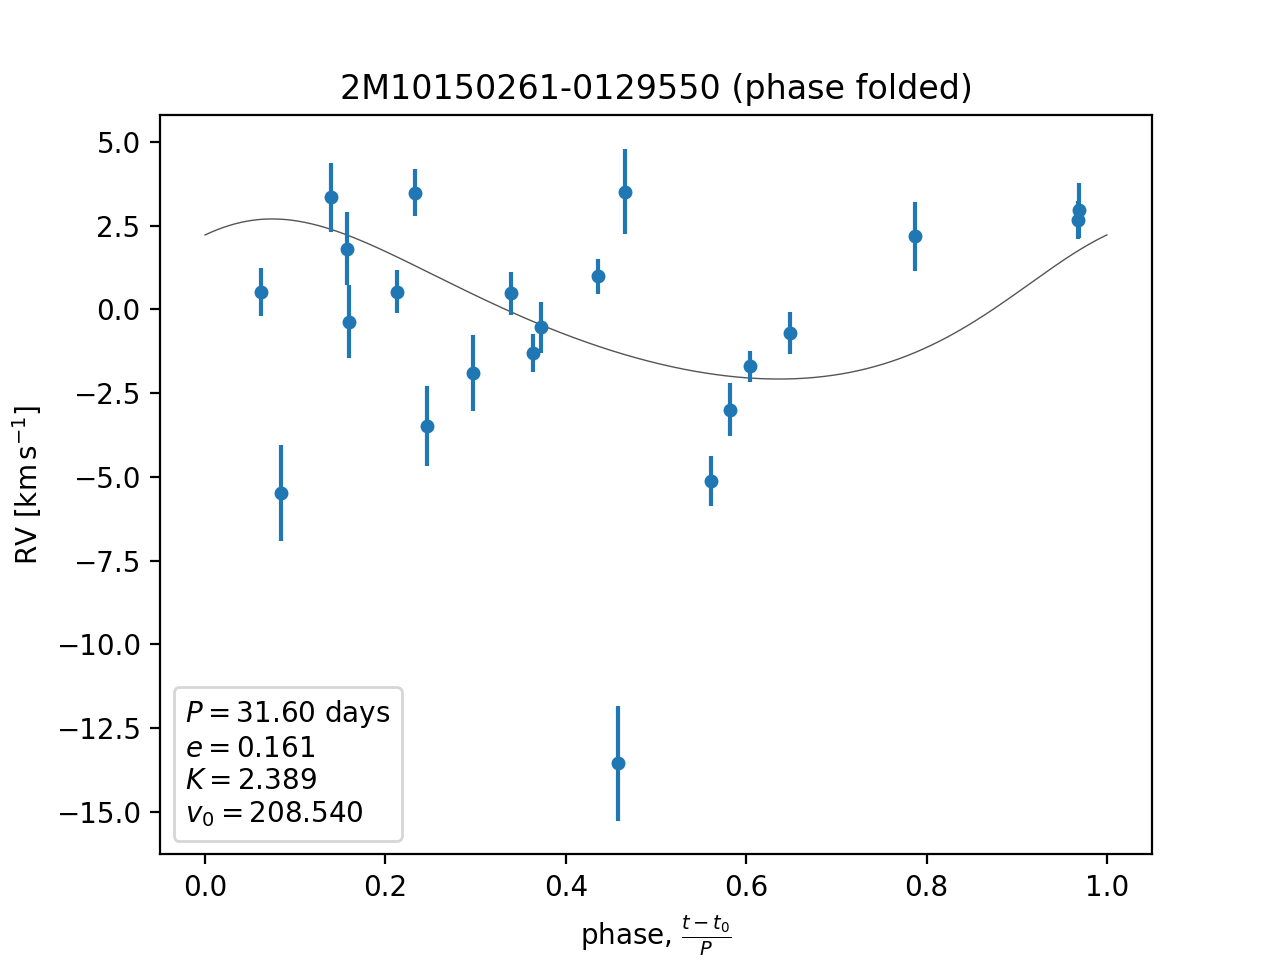 2M10150261-0129550 (phase folded)
RV [km s⁻¹]
5.0
2.5
0.0
−2.5
−5.0
−7.5
−10.0
−12.5
−15.0
P = 31.60 days
e = 0.161
K = 2.389
v₀ = 208.540
0.0 0.2 0.4 0.6 0.8 1.0
phase, (t − t₀)/P